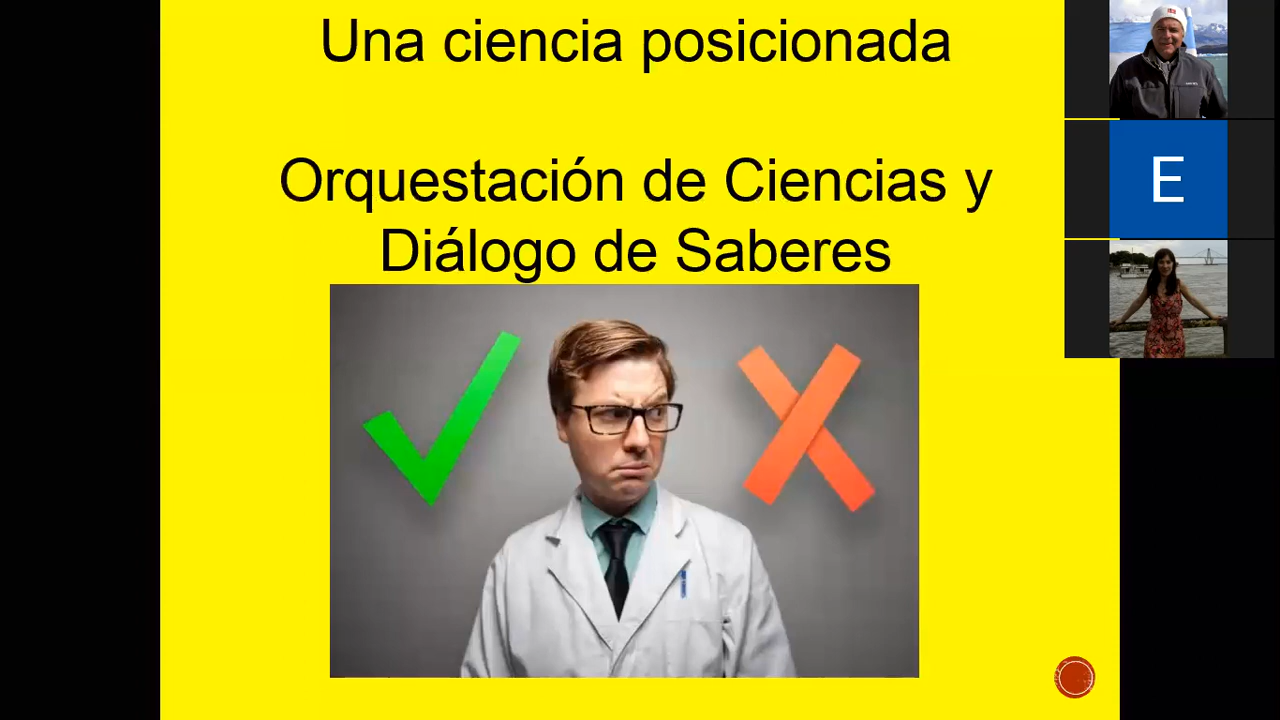 Una ciencia posicionada
Orquestación de Ciencias y
Diálogo de Saberes
E